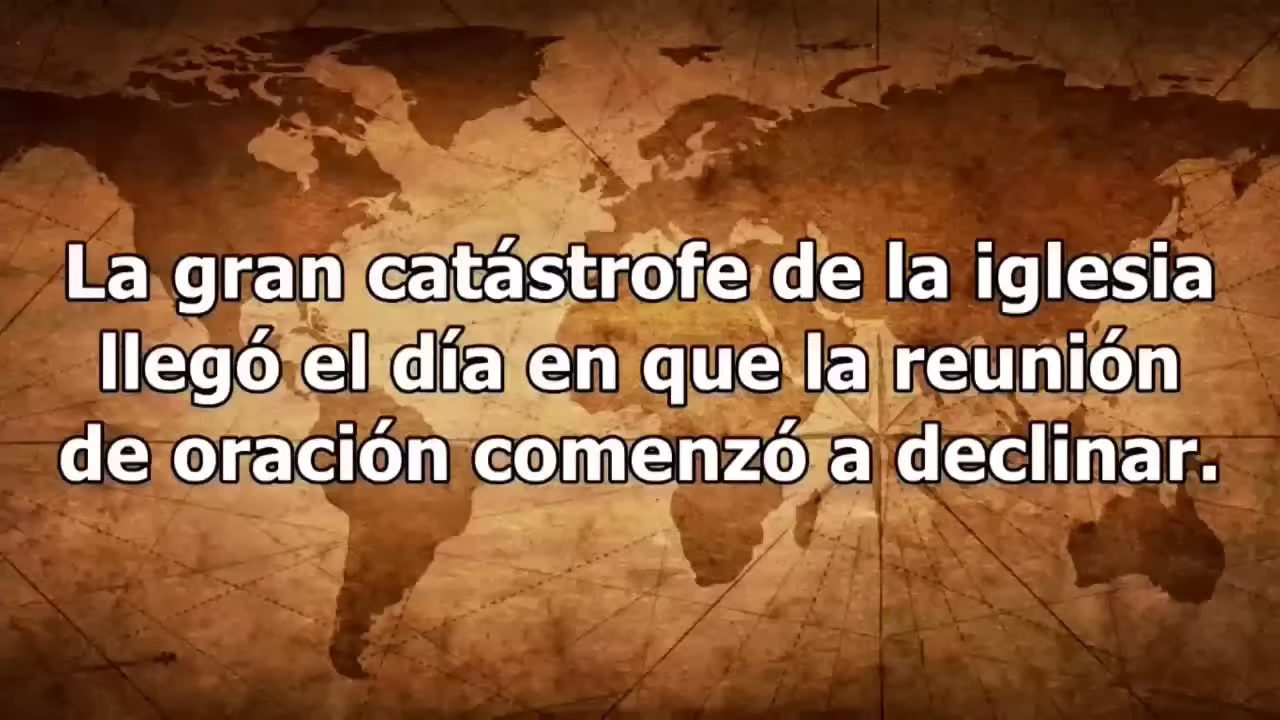 La gran catástrofe de la iglesia
llegó el día en que la reunión
de oración comenzó a declinar.